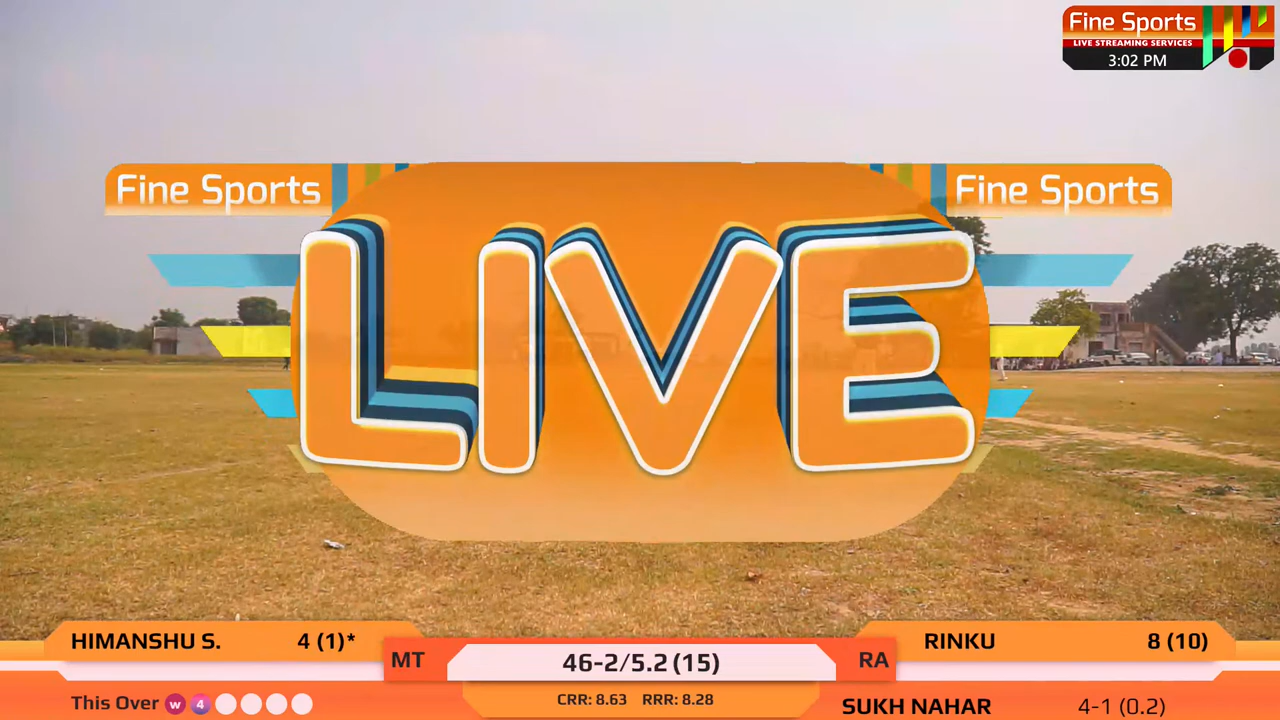 Fine Sports
LIVE STREAMING SERVICES
3:02 PM
Fine Sports
Fine Sports
LIVE
HIMANSHU S. 4 (1)*
MT
46-2/5.2 (15)
RA
RINKU 8 (10)
This Over w 4
CRR: 8.63 RRR: 8.28
SUKH NAHAR 4-1 (0.2)